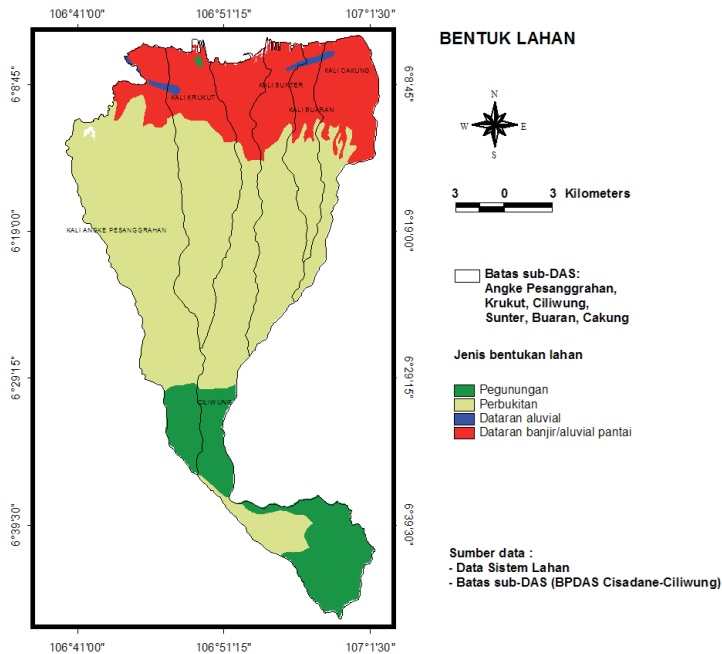 106°41'00" 106°51'15" 107°1'30"
BENTUK LAHAN
6°8'45" 6°8'45"
KALI CAKUNG
KALI SUNTER
KALI KRUKUT
KALI BUARAN
N
W E
S
3 0 3 Kilometers
KALI ANGKE PESANGGRAHAN
6°19'00" 6°19'00"
Batas sub-DAS:
Angke Pesanggrahan,
Krukut, Ciliwung,
Sunter, Buaran, Cakung
Jenis bentukan lahan
6°29'15" 6°29'15"
Pegunungan
Perbukitan
Dataran aluvial
Dataran banjir/aluvial pantai
CILIWUNG
6°39'30" 6°39'30"
Sumber data :
- Data Sistem Lahan
- Batas sub-DAS (BPDAS Cisadane-Ciliwung)
106°41'00" 106°51'15" 107°1'30"